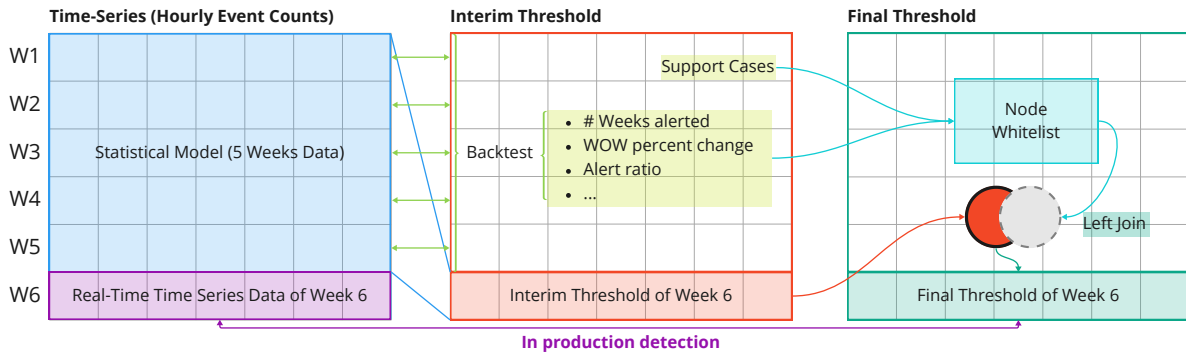 Time-Series (Hourly Event Counts)
Interim Threshold
Final Threshold
W1
W2
W3
W4
W5
W6
Statistical Model (5 Weeks Data)
Real-Time Time Series Data of Week 6
Support Cases
Backtest
• # Weeks alerted
• WOW percent change
• Alert ratio
• ...
Interim Threshold of Week 6
Node
Whitelist
Left Join
Final Threshold of Week 6
In production detection